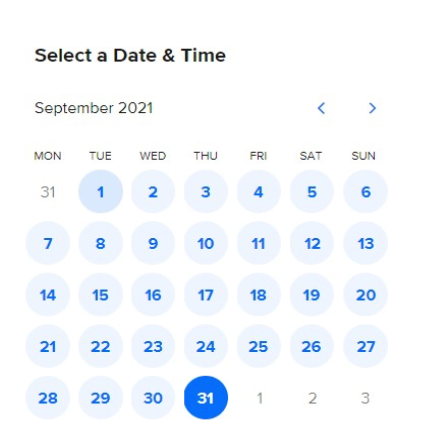 Select a Date & Time
September 2021
MON TUE WED THU FRI SAT SUN
31 1 2 3 4 5 6
7 8 9 10 11 12 13
14 15 16 17 18 19 20
21 22 23 24 25 26 27
28 29 30 31 1 2 3